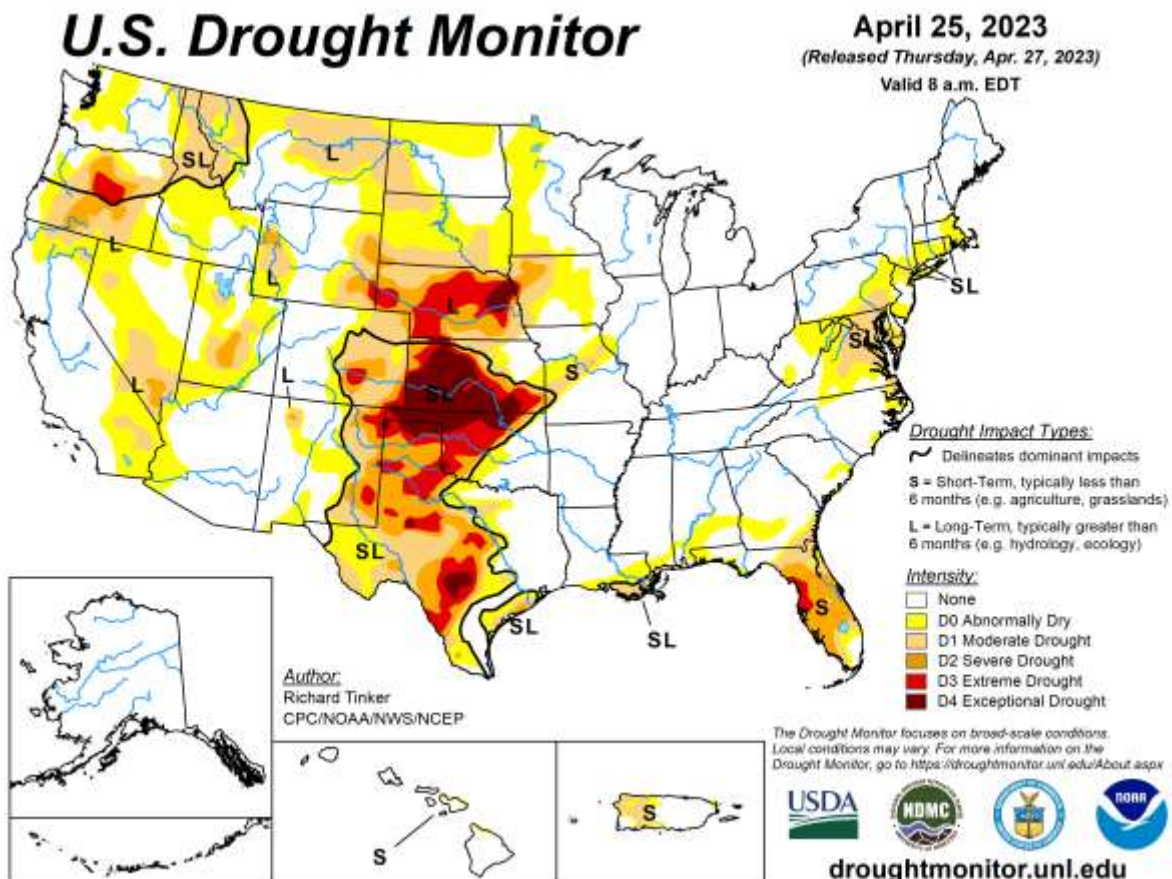 U.S. Drought Monitor
April 25, 2023
(Released Thursday, Apr. 27, 2023)
Valid 8 a.m. EDT
SL
L
L
L
L
L
SL
L
S
SL
SL
SL
SL
SL
S
Drought Impact Types:
Delineates dominant impacts
S = Short-Term, typically less than
6 months (e.g. agriculture, grasslands)
L = Long-Term, typically greater than
6 months (e.g. hydrology, ecology)
Intensity:
None
D0 Abnormally Dry
D1 Moderate Drought
D2 Severe Drought
D3 Extreme Drought
D4 Exceptional Drought
Author:
Richard Tinker
CPC/NOAA/NWS/NCEP
S
S
The Drought Monitor focuses on broad-scale conditions.
Local conditions may vary. For more information on the
Drought Monitor, go to https://droughtmonitor.unl.edu/About.aspx
USDA
NDMC
NOAA
droughtmonitor.unl.edu